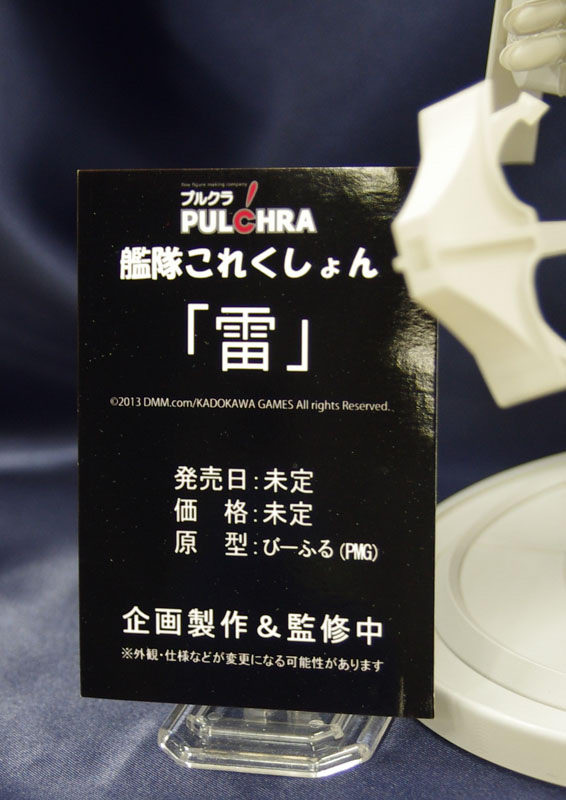 fine figure making company
プルクラ
PULCHRA
艦隊これくしょん
「雷」
©2013 DMM.com/KADOKAWA GAMES All rights Reserved.
発売日:未定
価 格:未定
原 型:びーふる(PMG)
企画製作&監修中
※外観・仕様などが変更になる可能性があります